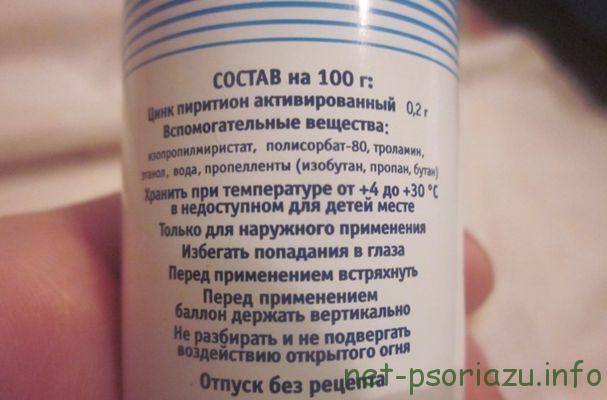 СОСТАВ на 100 г:
Цинк пиритион активированный 0,2 г
Вспомогательные вещества:
изопропилмиристат, полисорбат-80, троламин,
этанол, вода, пропелленты (изобутан, пропан, бутан)
Хранить при температуре от +4 до +30 °С
в недоступном для детей месте
Только для наружного применения
Избегать попадания в глаза
Перед применением встряхнуть
Перед применением
баллон держать вертикально
Не разбирать и не подвергать
воздействию открытого огня
Отпуск без рецепта
net-psoriazu.info